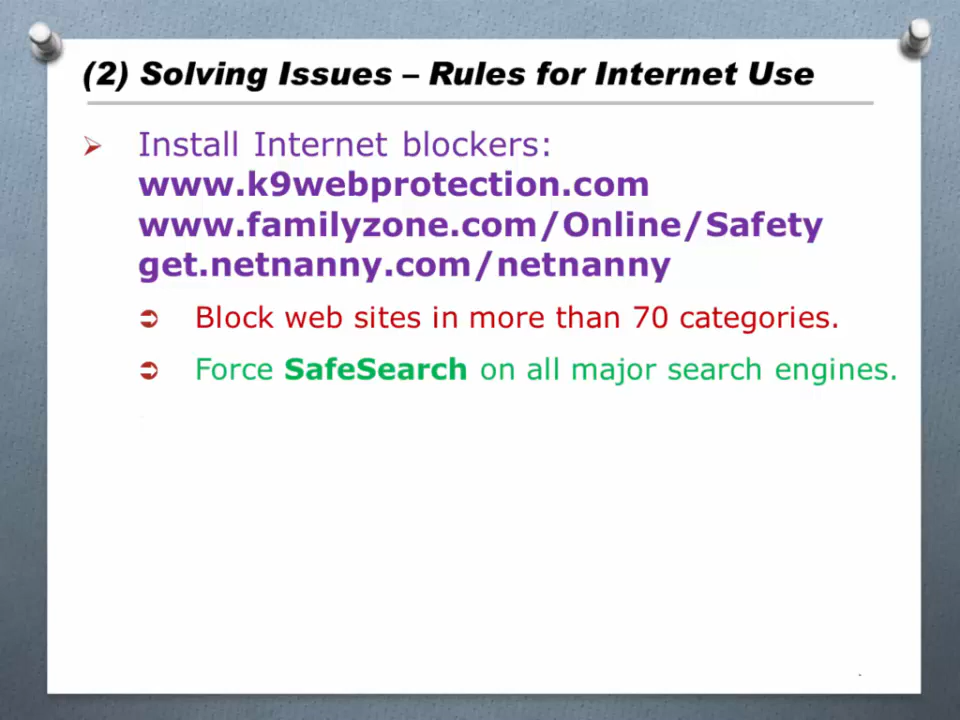 (2) Solving Issues – Rules for Internet Use
Install Internet blockers:
www.k9webprotection.com
www.familyzone.com/Online/Safety
get.netnanny.com/netnanny
Block web sites in more than 70 categories.
Force SafeSearch on all major search engines.